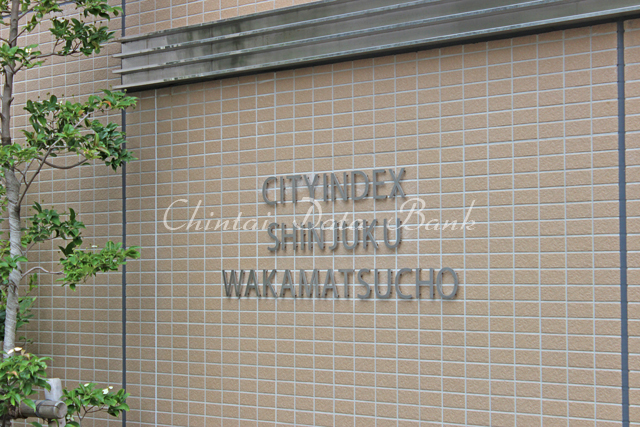 CITYINDEX
Chintai Data Bank
SHINJUKU
WAKAMATSUCHO